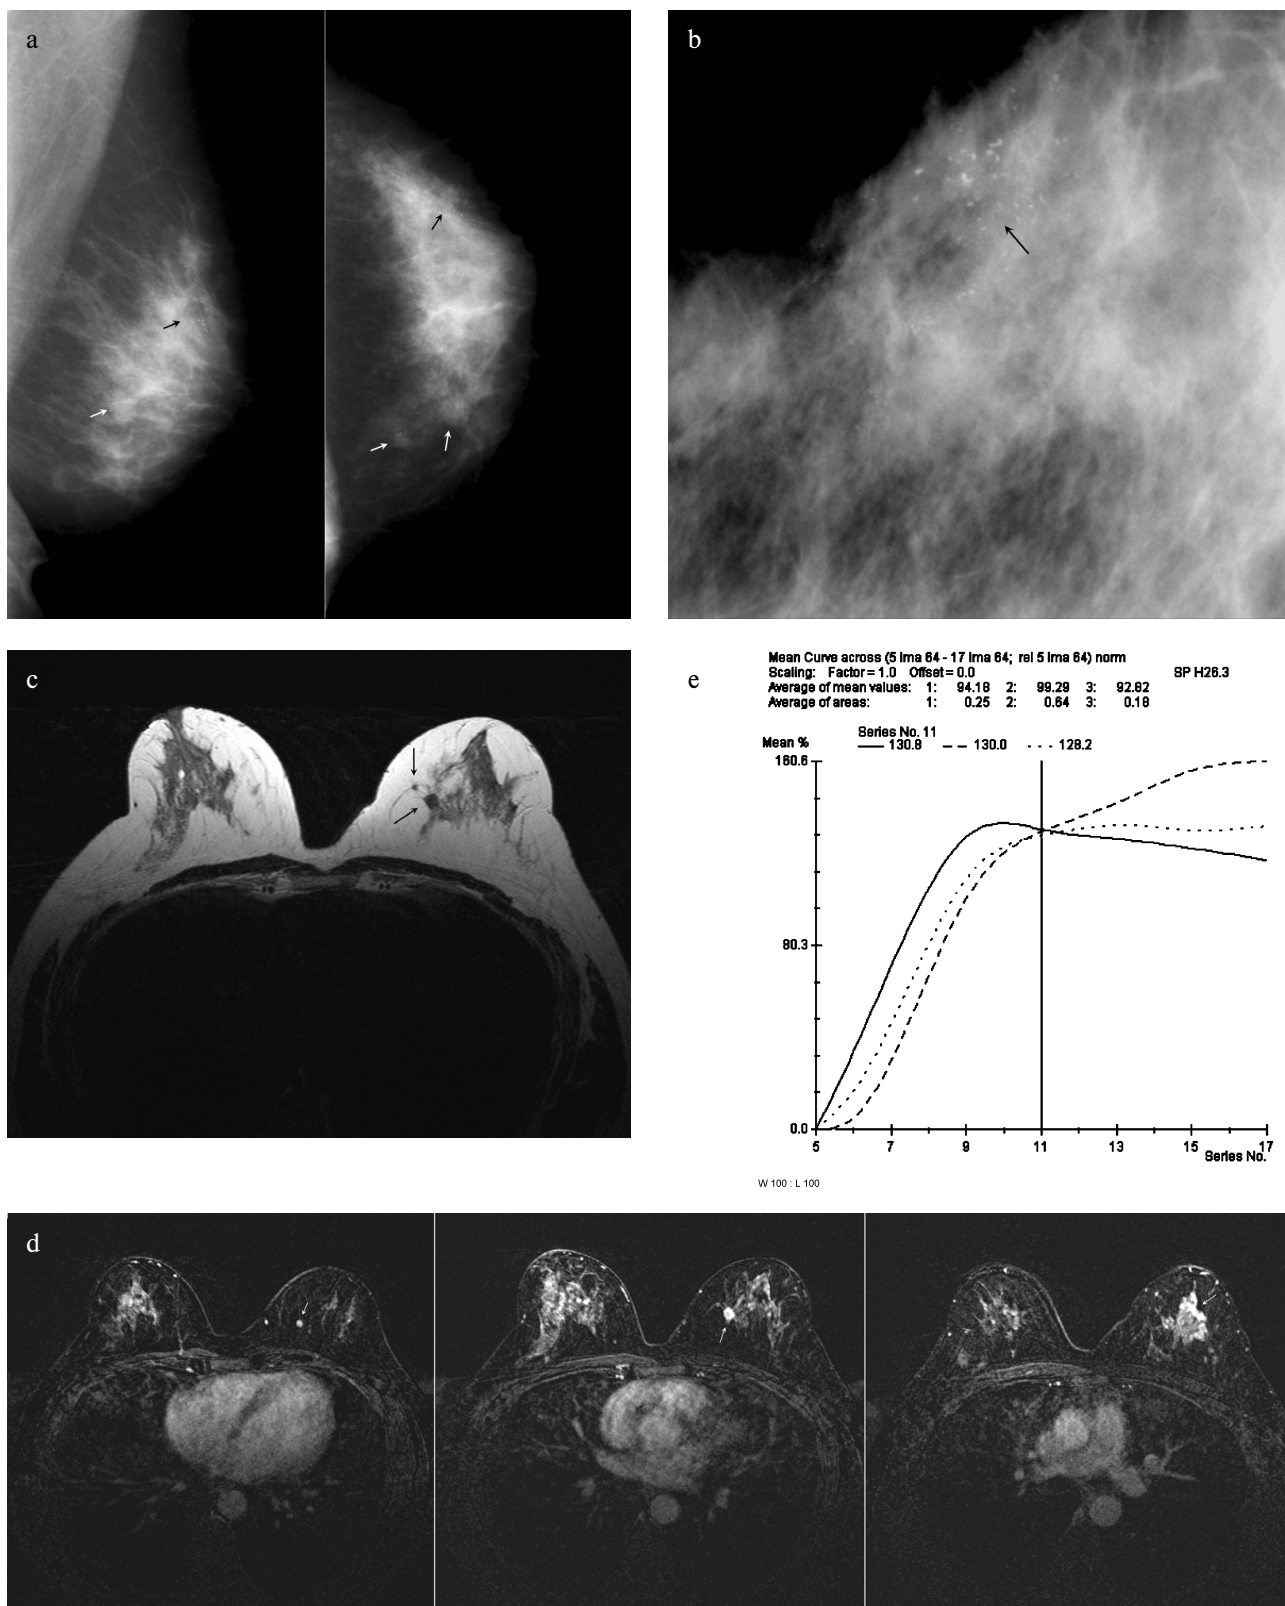 a
b
c
e
Mean Curve across (5 Ima 64 - 17 Ima 64; rel 5 Ima 64) norm
Scaling: Factor = 1.0 Offset = 0.0 SP H26.3
Average of mean values: 1: 94.18 2: 99.29 3: 92.82
Average of areas: 1: 0.25 2: 0.64 3: 0.18
Series No. 11
Mean % 130.8 130.0 128.2
160.6
80.3
0.0
5 7 9 11 13 15 17
Series No.
W 100 : L 100
d